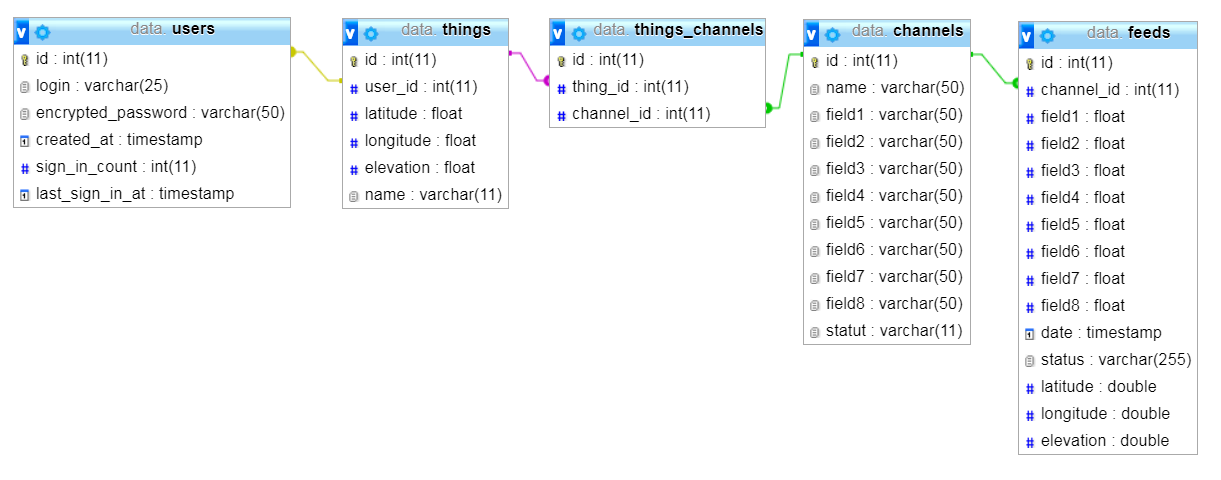 data. users
id : int(11)
login : varchar(25)
encrypted_password : varchar(50)
created_at : timestamp
sign_in_count : int(11)
last_sign_in_at : timestamp
data. things
id : int(11)
user_id : int(11)
latitude : float
longitude : float
elevation : float
name : varchar(11)
data. things_channels
id : int(11)
thing_id : int(11)
channel_id : int(11)
data. channels
id : int(11)
name : varchar(50)
field1 : varchar(50)
field2 : varchar(50)
field3 : varchar(50)
field4 : varchar(50)
field5 : varchar(50)
field6 : varchar(50)
field7 : varchar(50)
field8 : varchar(50)
statut : varchar(11)
data. feeds
id : int(11)
channel_id : int(11)
field1 : float
field2 : float
field3 : float
field4 : float
field5 : float
field6 : float
field7 : float
field8 : float
date : timestamp
status : varchar(255)
latitude : double
longitude : double
elevation : double